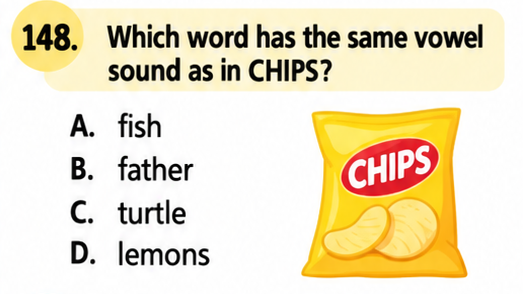 148. Which word has the same vowel
sound as in CHIPS?
A. fish
B. father
C. turtle
D. lemons
CHIPS